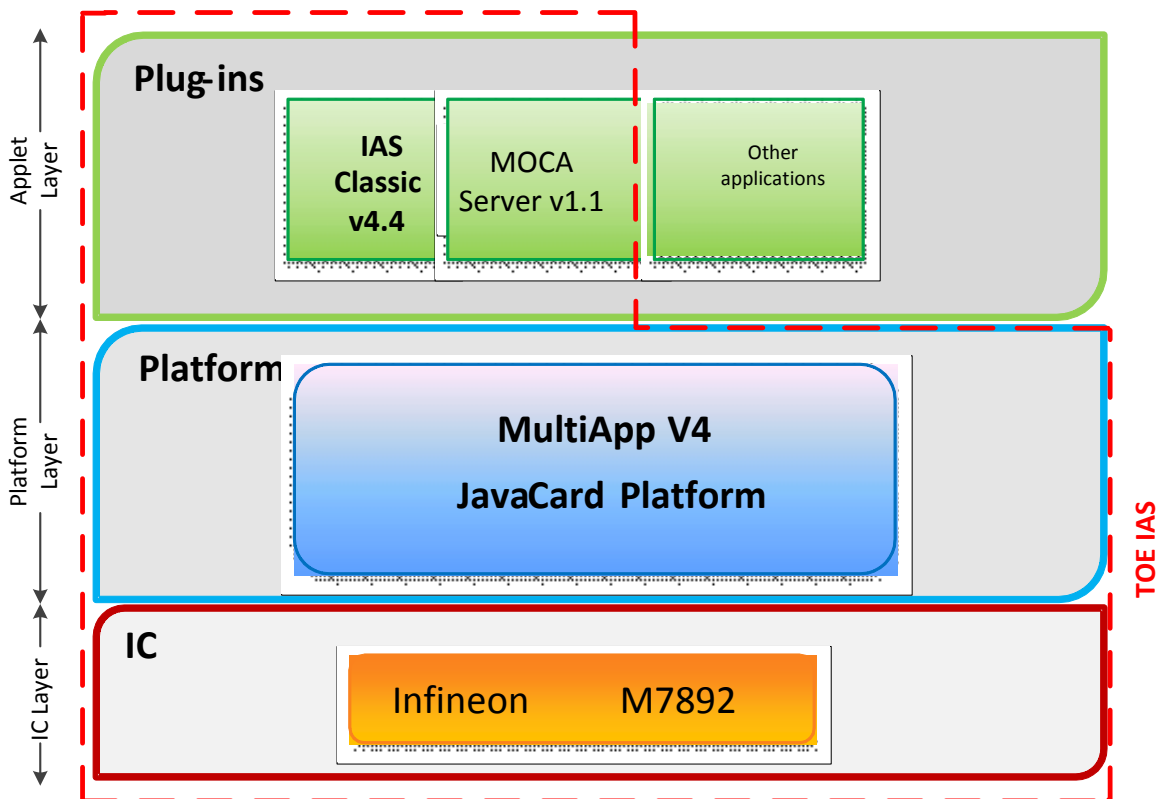 Plug-ins
Applet
Layer
IAS
Classic
v4.4
MOCA
Server v1.1
Other
applications
Platform
Platform
Layer
MultiApp V4
JavaCard Platform
TOE IAS
IC
IC Layer
Infineon M7892